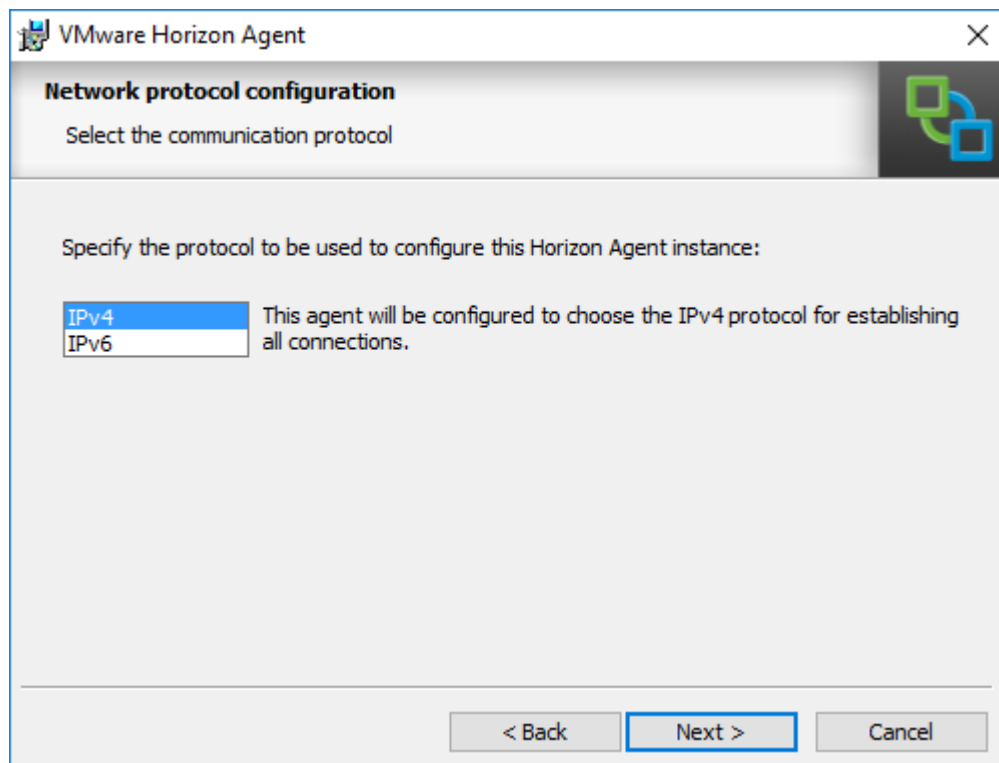 VMware Horizon Agent
Network protocol configuration
Select the communication protocol
Specify the protocol to be used to configure this Horizon Agent instance:
IPv4
IPv6
This agent will be configured to choose the IPv4 protocol for establishing
all connections.
< Back
Next >
Cancel